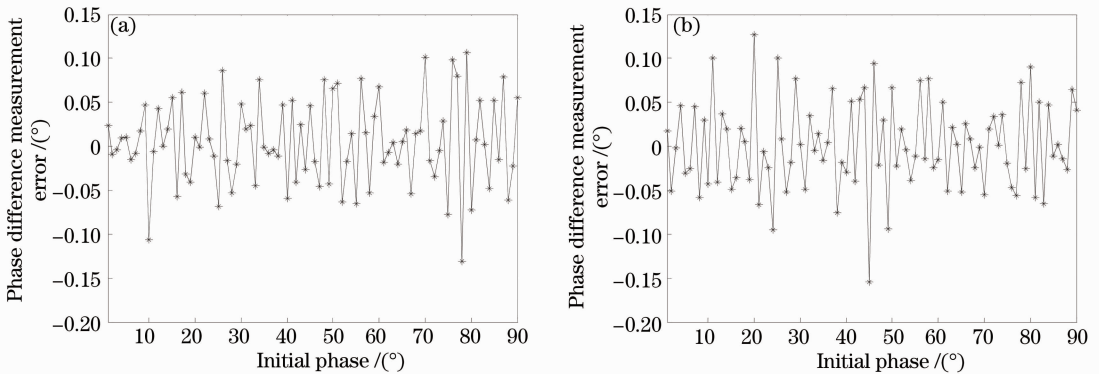 (a)
Phase difference measurement
error /(°)
0.15
0.10
0.05
0
−0.05
−0.10
−0.15
−0.20
10 20 30 40 50 60 70 80 90
Initial phase /(°)
(b)
Phase difference measurement
error /(°)
0.15
0.10
0.05
0
−0.05
−0.10
−0.15
−0.20
10 20 30 40 50 60 70 80 90
Initial phase /(°)